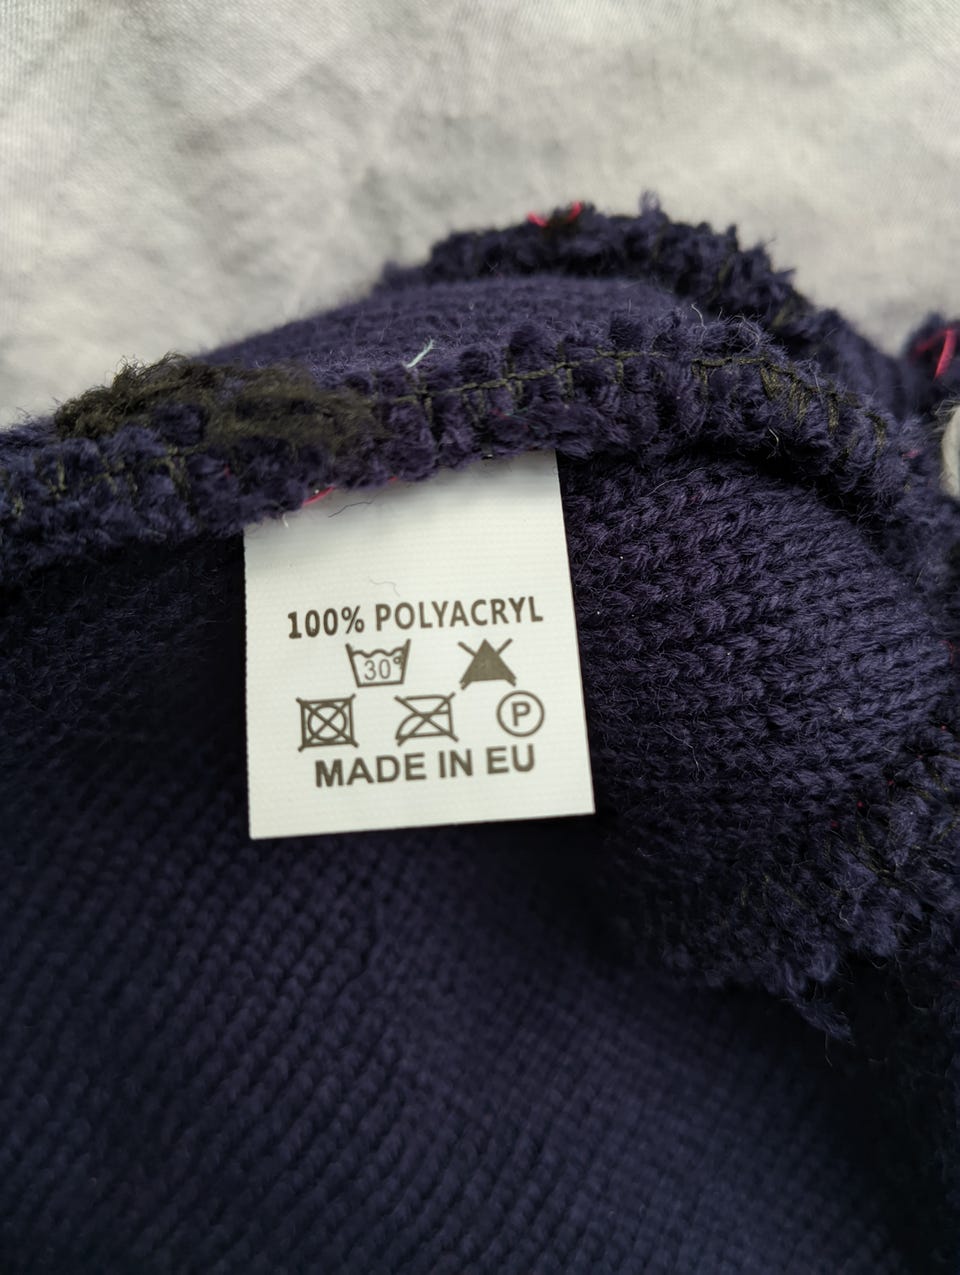 100% POLYACRYL
30°
P
MADE IN EU